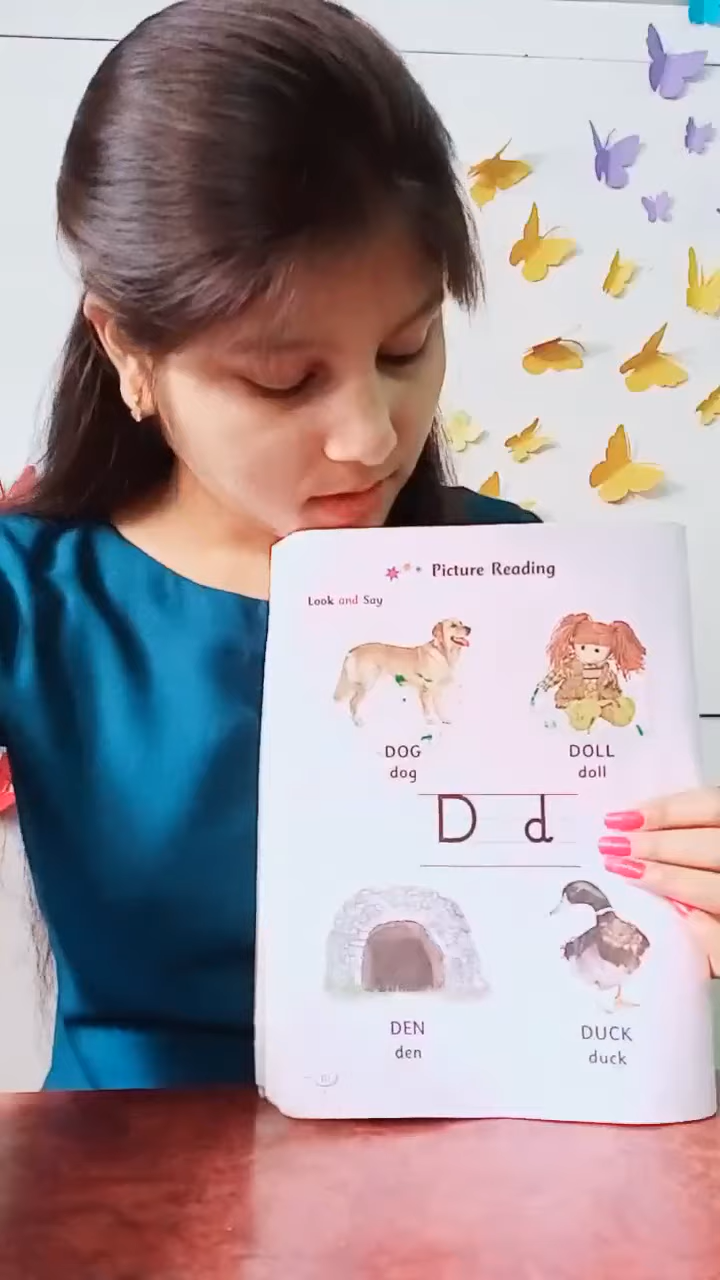 Picture Reading
Look and Say
DOG
dog
DOLL
doll
D d
DEN
den
DUCK
duck